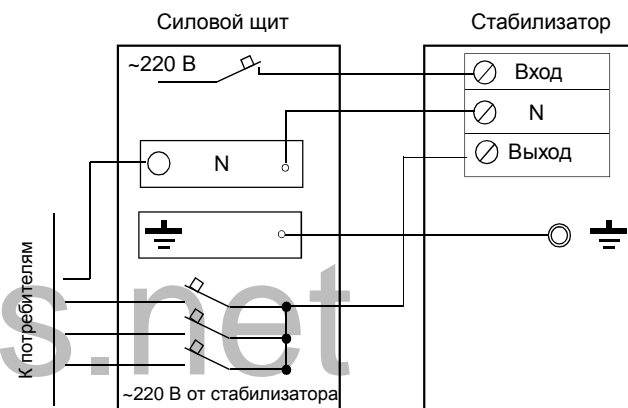 Силовой щит
Стабилизатор
~220 В
Вход
N
N
Выход
К потребителям
s.net
~220 В от стабилизатора